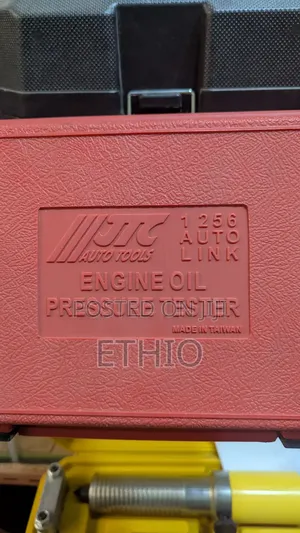 JTC
AUTO TOOLS
1256
AUTO
LINK
ENGINE OIL
PRESSURE TESTER
MADE IN TAIWAN
ETHIO